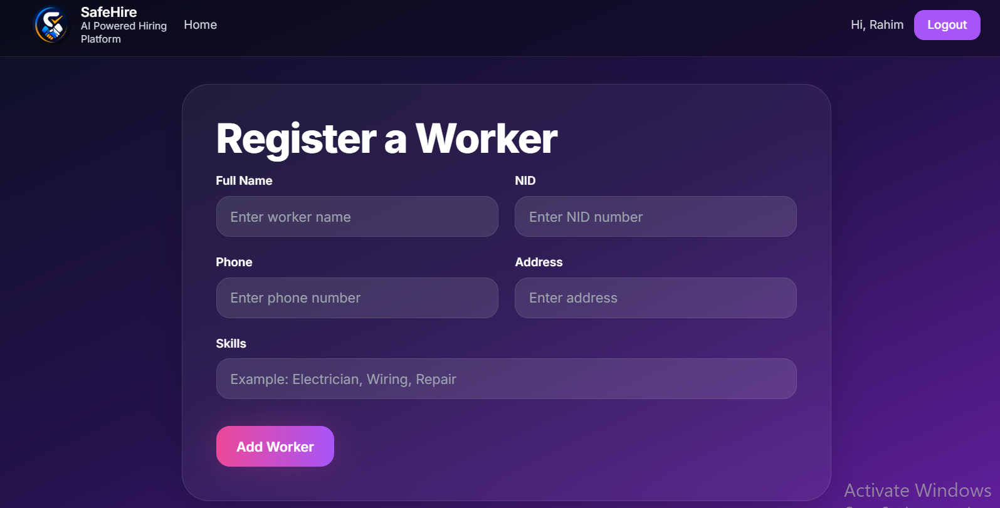 SafeHire
AI Powered Hiring
Platform
Home
Hi, Rahim
Logout
Register a Worker
Full Name
NID
Enter worker name
Enter NID number
Phone
Address
Enter phone number
Enter address
Skills
Example: Electrician, Wiring, Repair
Add Worker
Activate Windows